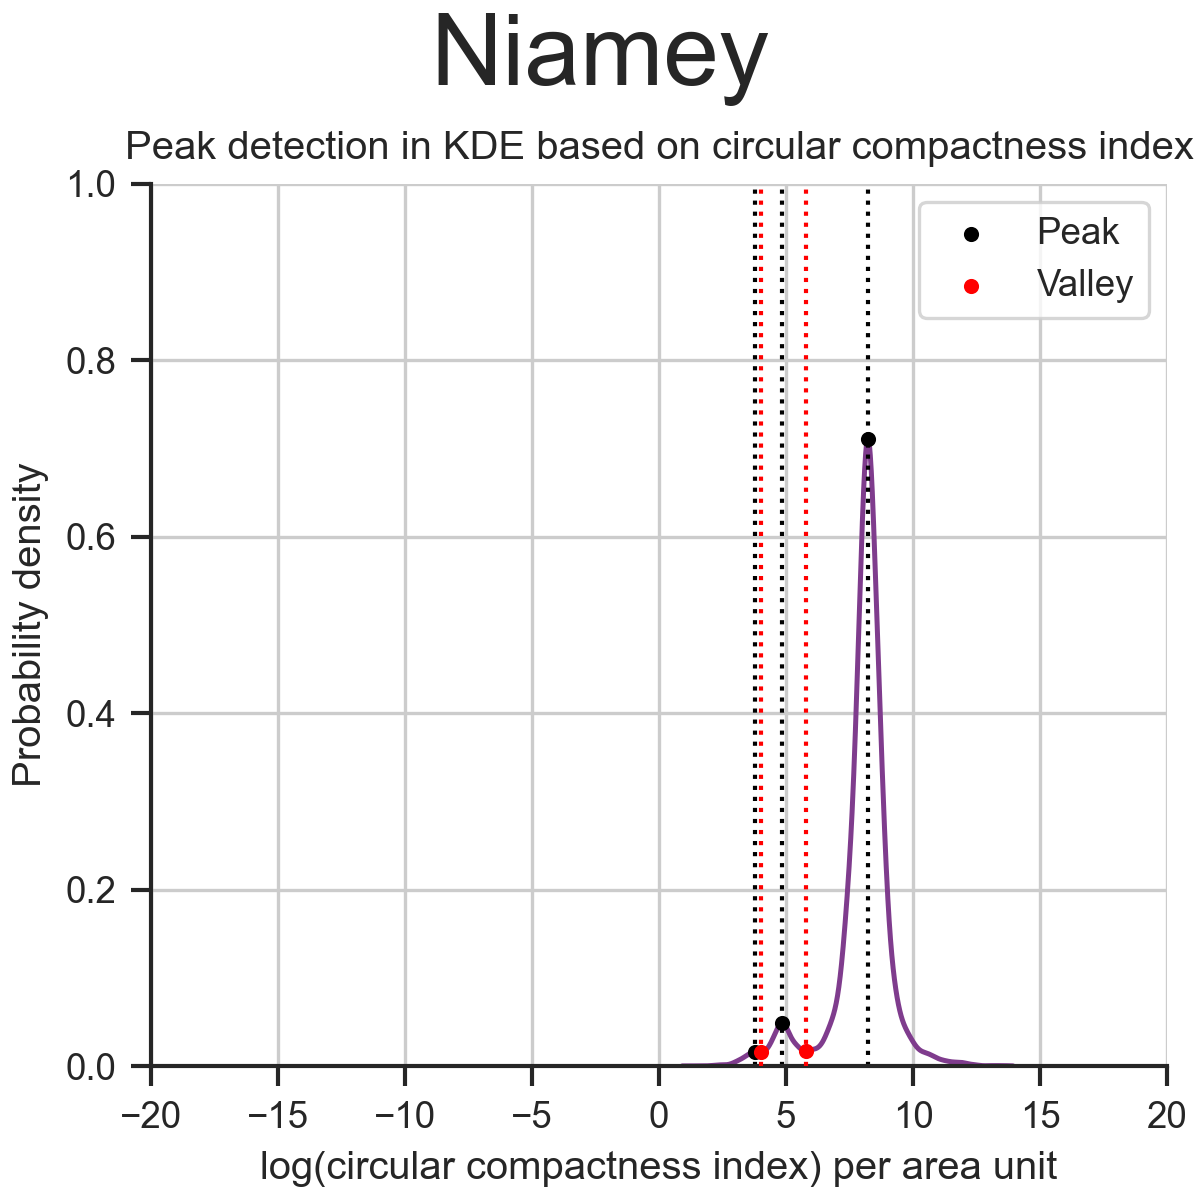 Niamey
Peak detection in KDE based on circular compactness index
1.0
0.8
0.6
0.4
0.2
0.0
Probability density
Peak
Valley
−20
−15
−10
−5
0
5
10
15
20
log(circular compactness index) per area unit